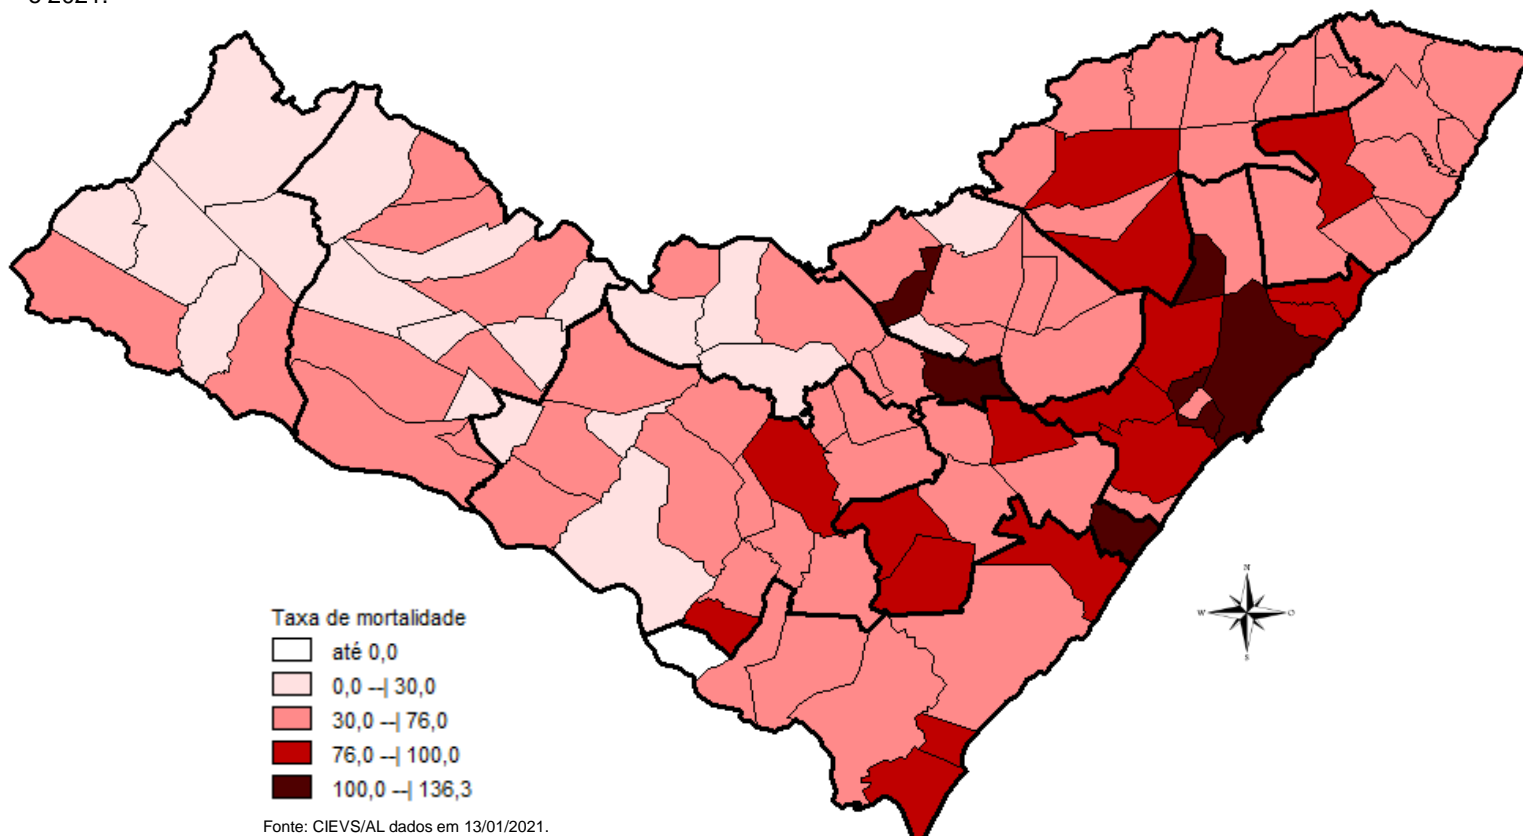 e 2021.
N
W O
S
Taxa de mortalidade
até 0,0
0,0 --| 30,0
30,0 --| 76,0
76,0 --| 100,0
100,0 --| 136,3
Fonte: CIEVS/AL dados em 13/01/2021.